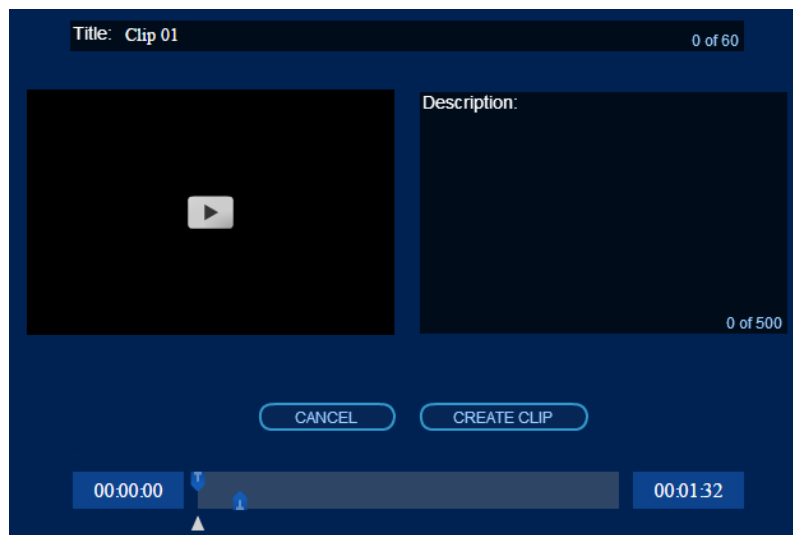 Title: Clip 01
0 of 60
Description:
0 of 500
CANCEL
CREATE CLIP
00:00:00
00:01:32